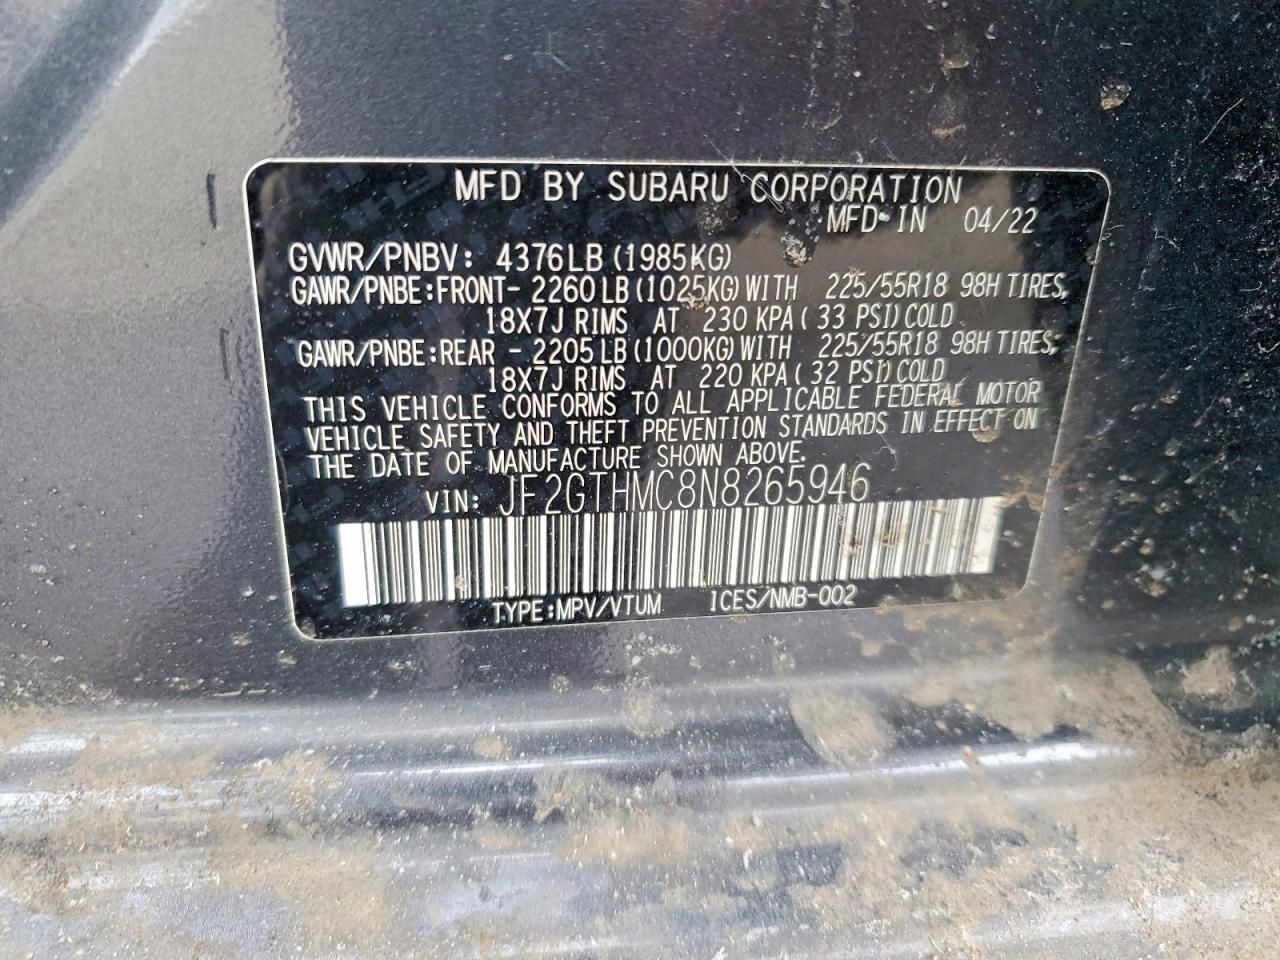 MFD BY SUBARU CORPORATION
MFD IN 04/22
GVWR/PNBV: 4376LB(1985KG)
GAWR/PNBE:FRONT- 2260LB(1025KG)WITH 225/55R18 98H TIRES,
18X7J RIMS AT 230 KPA( 33 PSI)COLD
GAWR/PNBE:REAR - 2205LB(1000KG)WITH 225/55R18 98H TIRES,
18X7J RIMS AT 220 KPA( 32 PSI)COLD
THIS VEHICLE CONFORMS TO ALL APPLICABLE FEDERAL MOTOR
VEHICLE SAFETY AND THEFT PREVENTION STANDARDS IN EFFECT ON
THE DATE OF MANUFACTURE SHOWN ABOVE.
VIN: JF2GTHMC8N8265946
TYPE:MPV/VTUM ICES/NMB-002